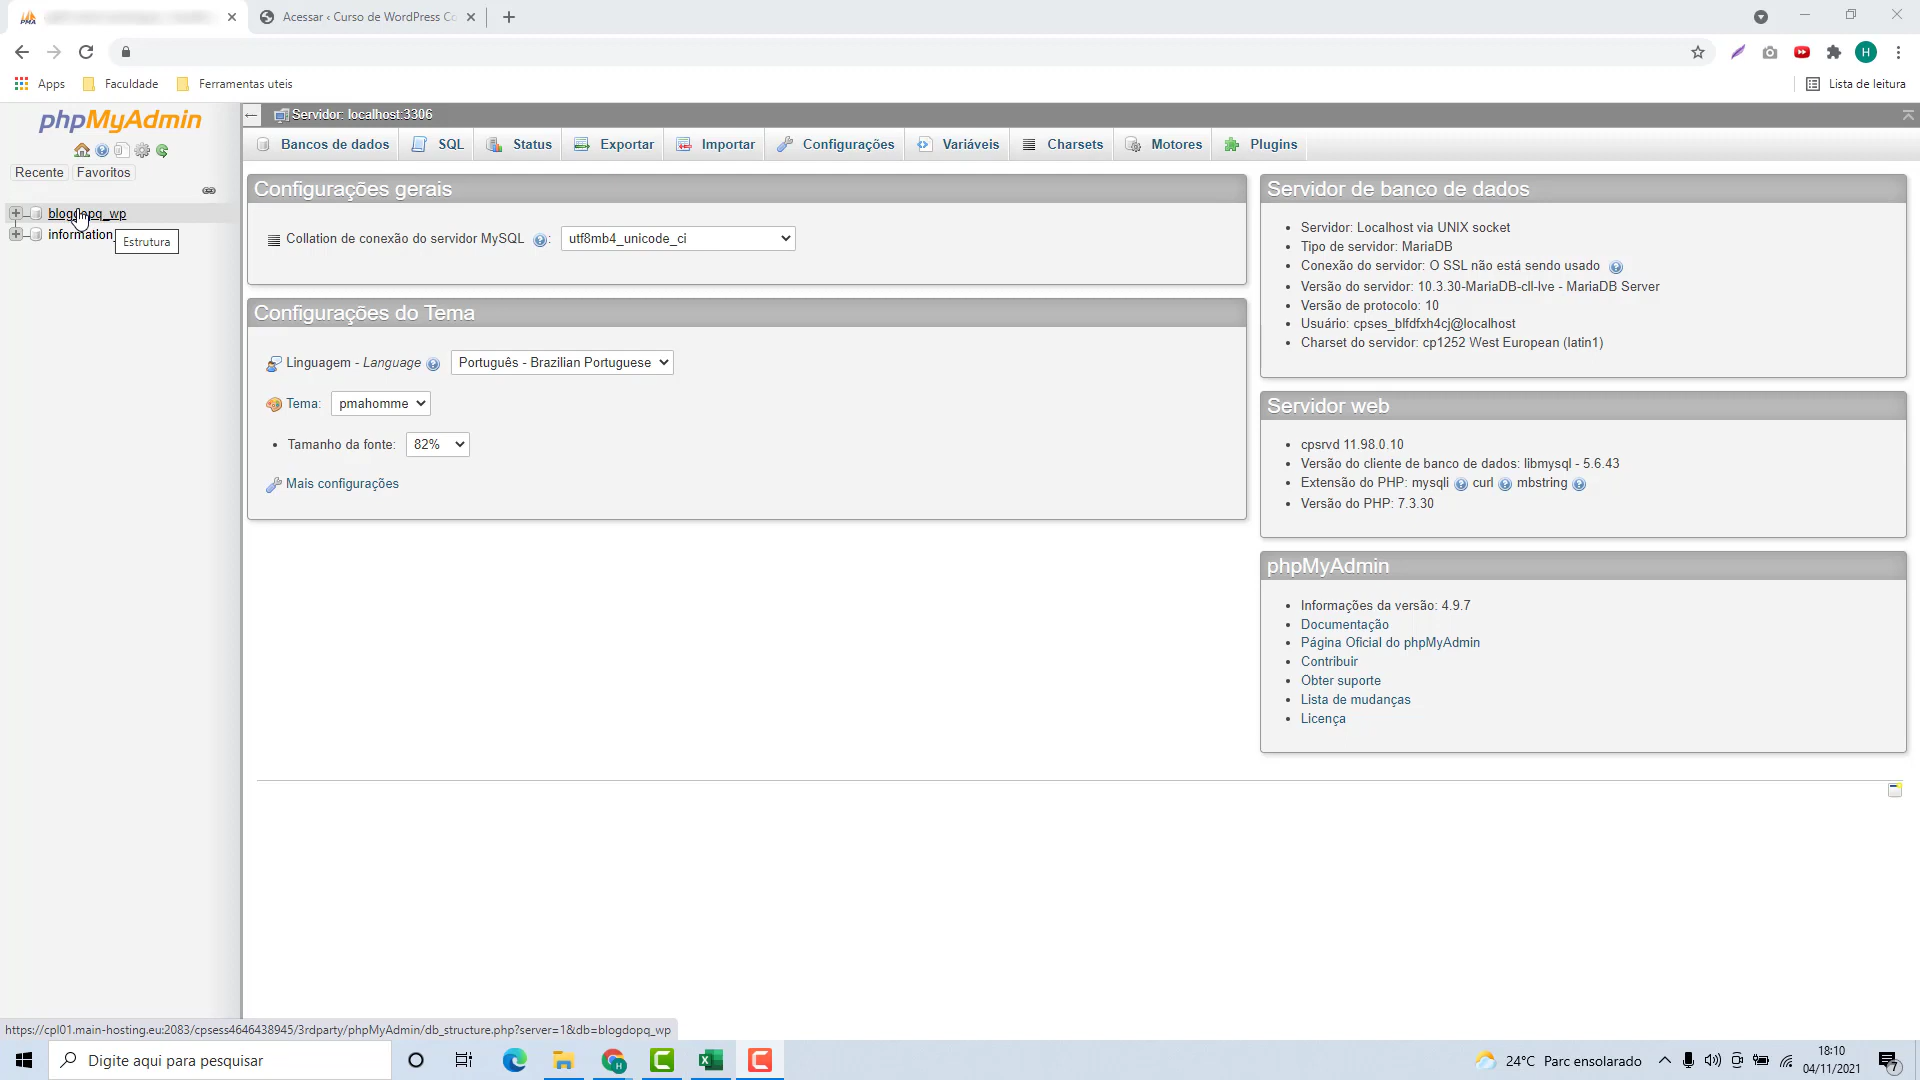 Acessar ‹ Curso de WordPress Co
Apps
Faculdade
Ferramentas uteis
Lista de leitura
phpMyAdmin
Recente
Favoritos
blogdopq_wp
information_
Estrutura
Servidor: localhost:3306
Bancos de dados
SQL
Status
Exportar
Importar
Configurações
Variáveis
Charsets
Motores
Plugins
Configurações gerais
Collation de conexão do servidor MySQL
:
utf8mb4_unicode_ci
Configurações do Tema
Linguagem - Language
Português - Brazilian Portuguese
Tema:
pmahomme
• Tamanho da fonte:
82%
Mais configurações
Servidor de banco de dados
• Servidor: Localhost via UNIX socket
• Tipo de servidor: MariaDB
• Conexão do servidor: O SSL não está sendo usado
• Versão do servidor: 10.3.30-MariaDB-cll-lve - MariaDB Server
• Versão de protocolo: 10
• Usuário: cpses_blfdfxh4cj@localhost
• Charset do servidor: cp1252 West European (latin1)
Servidor web
• cpsrvd 11.98.0.10
• Versão do cliente de banco de dados: libmysql - 5.6.43
• Extensão do PHP: mysqli curl mbstring
• Versão do PHP: 7.3.30
phpMyAdmin
• Informações da versão: 4.9.7
• Documentação
• Página Oficial do phpMyAdmin
• Contribuir
• Obter suporte
• Lista de mudanças
• Licença
https://cpl01.main-hosting.eu:2083/cpsess4646438945/3rdparty/phpMyAdmin/db_structure.php?server=1&db=blogdopq_wp
Digite aqui para pesquisar
24°C Parc ensolarado
18:10
04/11/2021
7
H
PMA